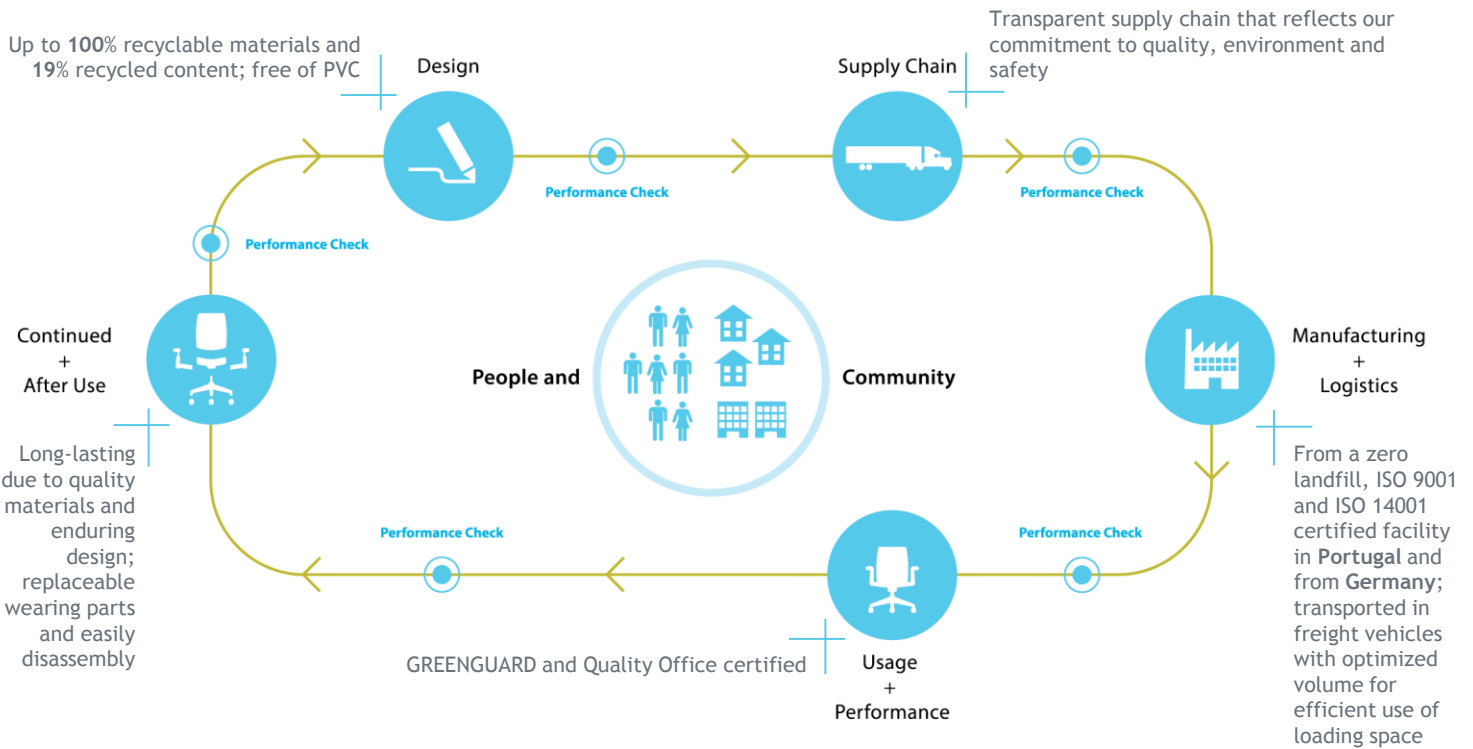 Up to 100% recyclable materials and
19% recycled content; free of PVC
Design
Supply Chain
Transparent supply chain that reflects our
commitment to quality, environment and
safety
Performance Check
Performance Check
Performance Check
Continued
+
After Use
People and
Community
Manufacturing
+
Logistics
Long-lasting
due to quality
materials and
enduring
design;
replaceable
wearing parts
and easily
disassembly
From a zero
landfill, ISO 9001
and ISO 14001
certified facility
in Portugal and
from Germany;
transported in
freight vehicles
with optimized
volume for
efficient use of
loading space
Performance Check
Performance Check
GREENGUARD and Quality Office certified
Usage
+
Performance